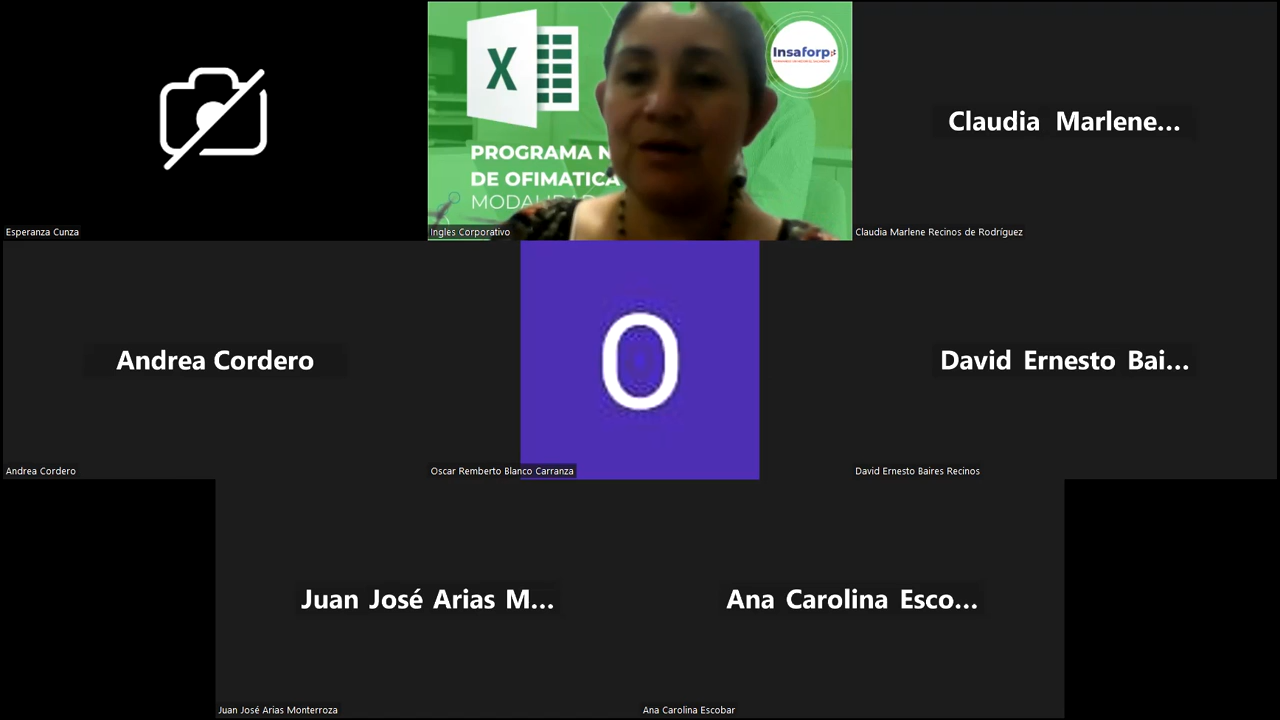 X
Insaforp
PROGRAMA N
DE OFIMATICA
MODALIDAD
Claudia Marlene...
Esperanza Cunza
Ingles Corporativo
Claudia Marlene Recinos de Rodríguez
Andrea Cordero
O
David Ernesto Bai...
Andrea Cordero
Oscar Remberto Blanco Carranza
David Ernesto Baires Recinos
Juan José Arias M...
Ana Carolina Esco...
Juan José Arias Monterroza
Ana Carolina Escobar